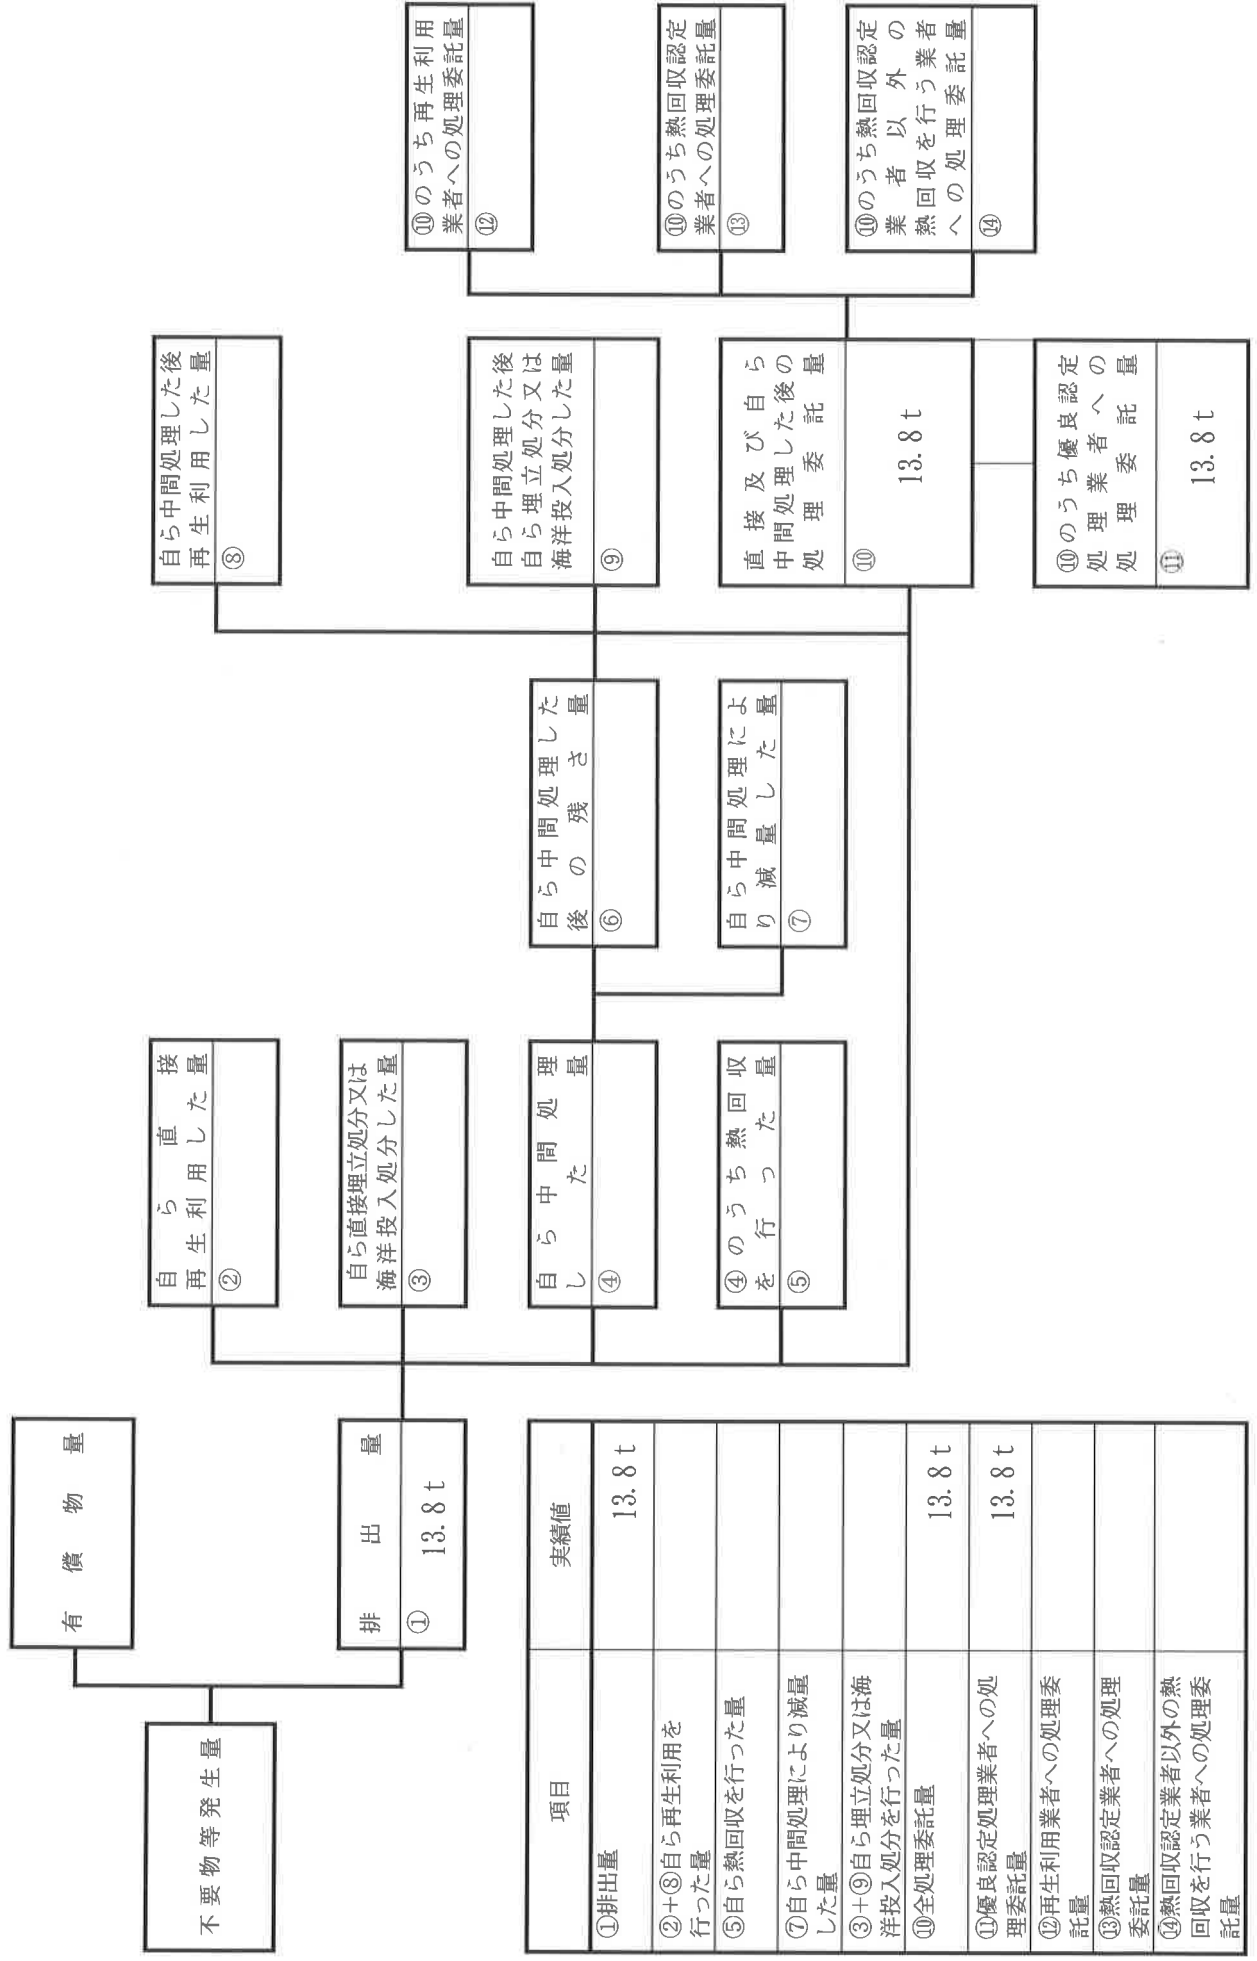 不要物等発生量
有償物量
排出量
① 13.8t
自ら直接
再生利用した量
②
自ら直接埋立処分又は
海洋投入処分した量
③
自ら中間処理
した量
④
④のうち熱回収
を行った量
⑤
自ら中間処理した
後の残さ量
⑥
自ら中間処理によ
り減量した量
⑦
自ら中間処理した後
再生利用した量
⑧
自ら中間処理した後
自ら埋立処分又は
海洋投入処分した量
⑨
直接及び自ら
中間処理した後の
処理委託量
⑩ 13.8t
⑩のうち優良認定
処理業者への
処理委託量
⑪ 13.8t
⑩のうち再生利用
業者への処理委託量
⑫
⑩のうち熱回収認定
業者への処理委託量
⑬
⑩のうち熱回収認定
業者以外の
熱回収を行う業者
への処理委託量
⑭
項目 実績値
①排出量 13.8t
②+⑧自ら再生利用を
行った量
⑤自ら熱回収を行った量
⑦自ら中間処理により減量
した量
③+⑨自ら埋立処分又は海
洋投入処分を行った量
⑩全処理委託量 13.8t
⑪優良認定処理業者への処
理委託量 13.8t
⑫再生利用業者への処理委
託量
⑬熱回収認定業者への処理
委託量
⑭熱回収認定業者以外の熱
回収を行う業者への処理委
託量